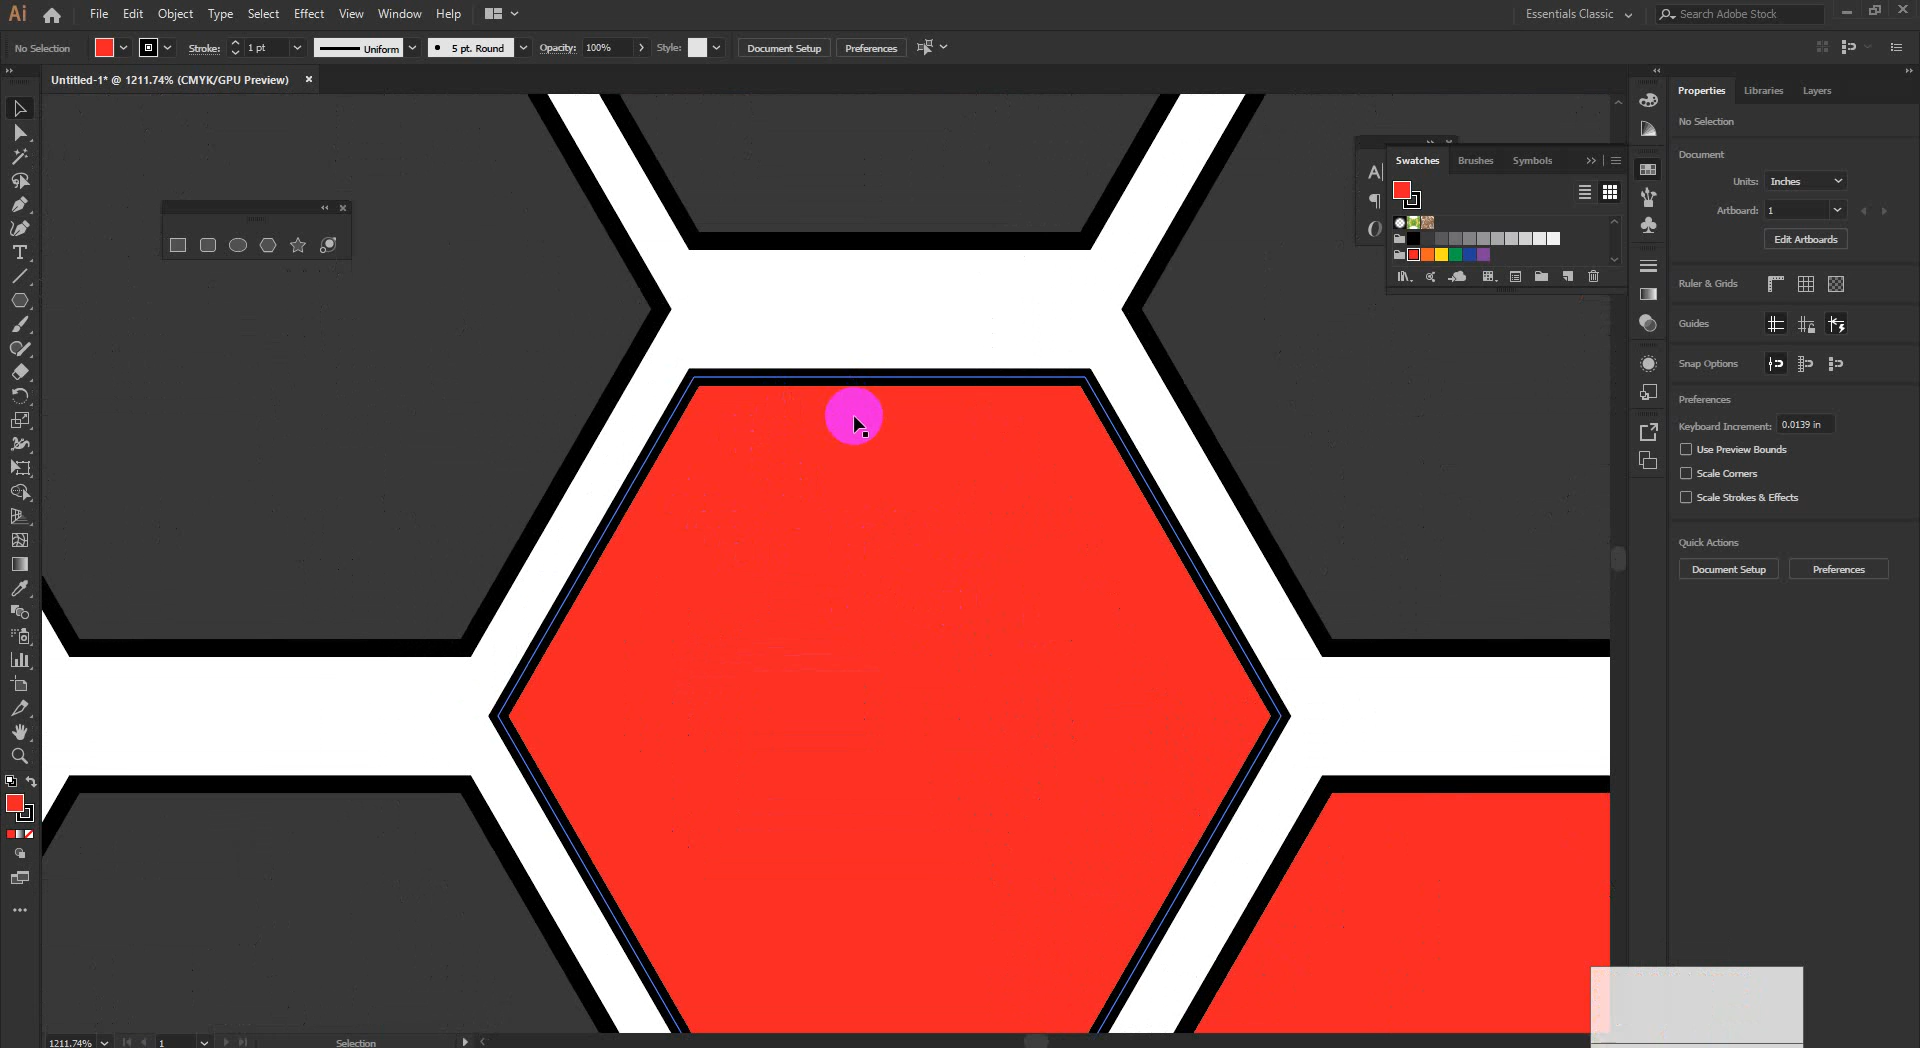 Ai File Edit Object Type Select Effect View Window Help Essentials Classic Search Adobe Stock
No Selection Stroke: 1 pt Uniform 5 pt. Round Opacity: 100% Style: Document Setup Preferences
Untitled-1* @ 1211.74% (CMYK/GPU Preview)
Properties Libraries Layers
No Selection
Document
Units: Inches
Artboard: 1
Edit Artboards
Ruler & Grids
Guides
Snap Options
Preferences
Keyboard Increment: 0.0139 in
Use Preview Bounds
Scale Corners
Scale Strokes & Effects
Quick Actions
Document Setup Preferences
Swatches Brushes Symbols
1211.74% 1 Selection